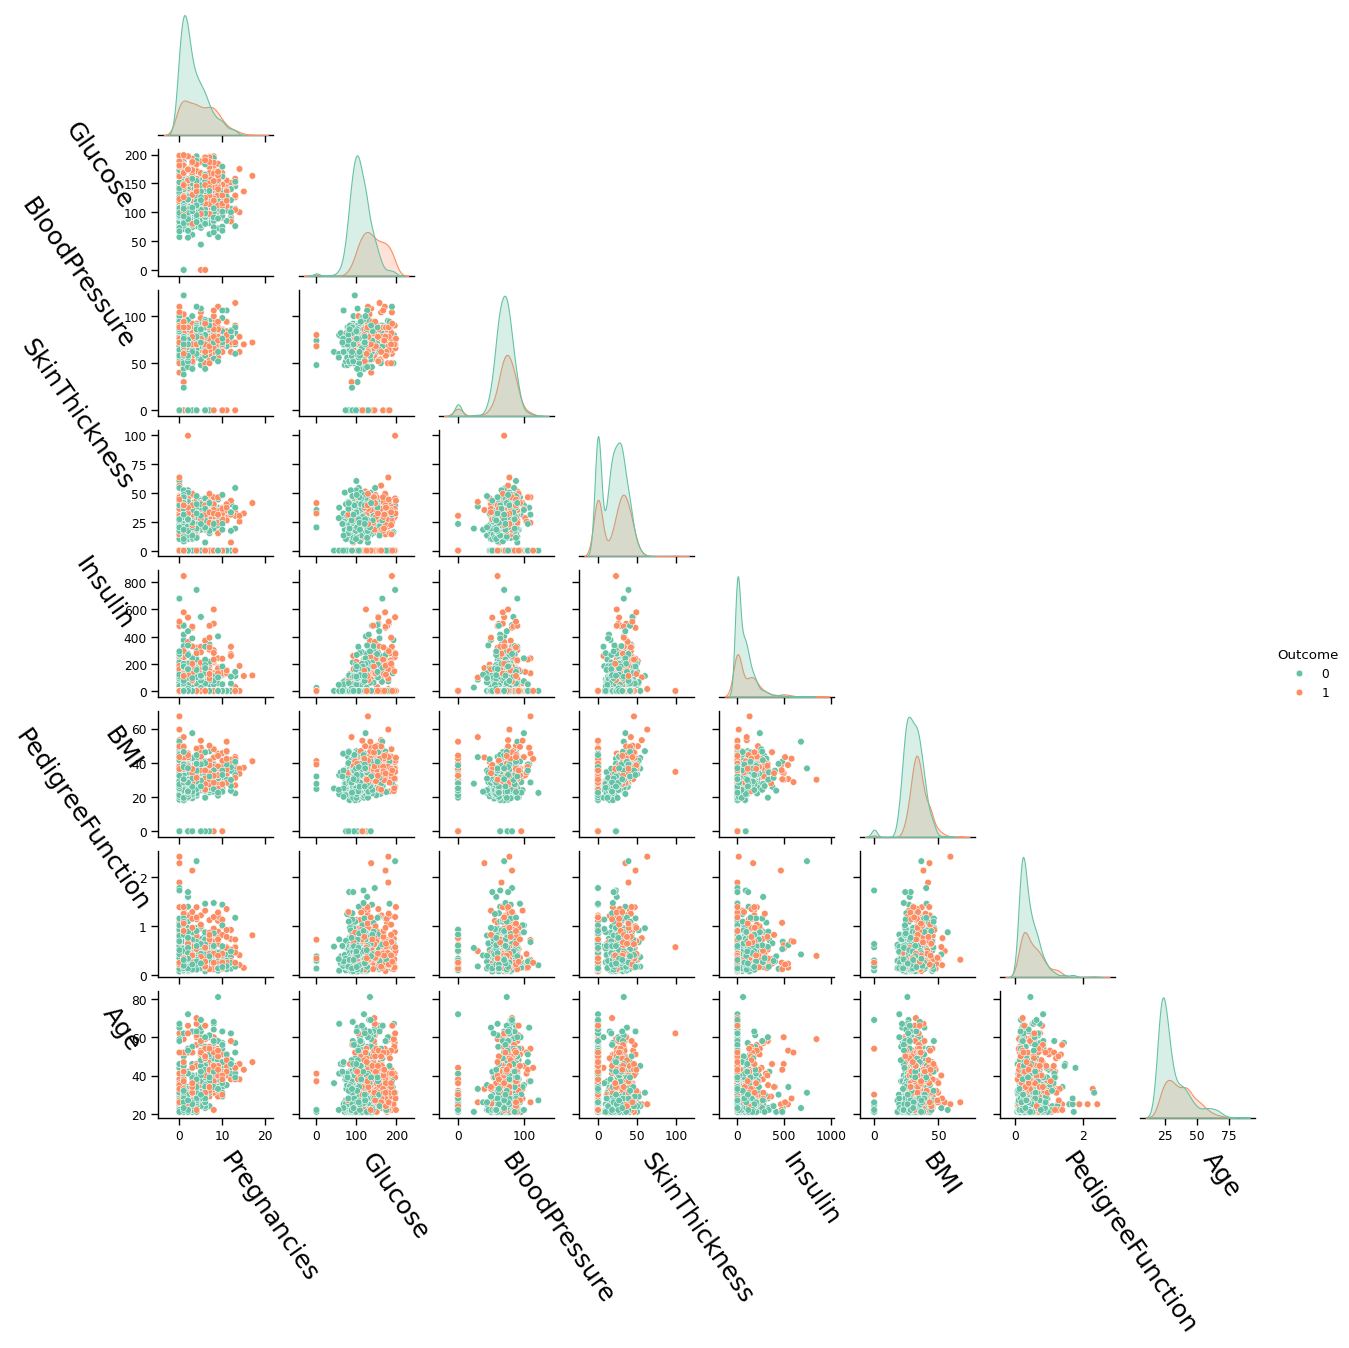 Glucose
200
150
100
50
0
BloodPressure
100
50
0
SkinThickness
100
75
50
25
0
Insulin
800
600
400
200
0
Outcome
0
1
BMI
60
40
20
0
PedigreeFunction
2
1
0
Age
80
60
40
20
0 10 20
0 100 200
0 100
0 50 100
0 500 1000
0 50
0 2
25 50 75
Pregnancies
Glucose
BloodPressure
SkinThickness
Insulin
BMI
PedigreeFunction
Age